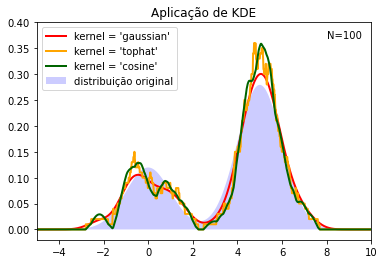 Aplicação de KDE
kernel = 'gaussian'
kernel = 'tophat'
kernel = 'cosine'
distribuição original
N=100
0.40
0.35
0.30
0.25
0.20
0.15
0.10
0.05
0.00
−4 −2 0 2 4 6 8 10